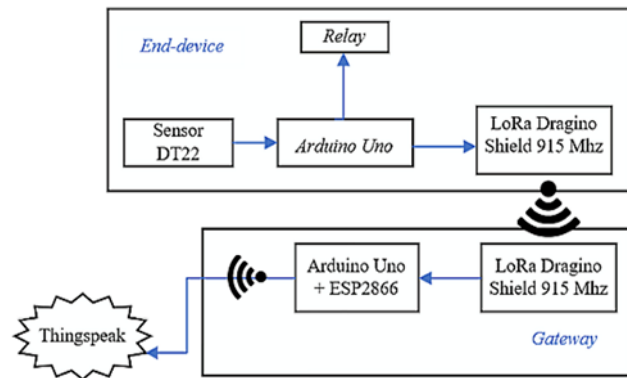 End-device
Relay
Sensor
DT22
Arduino Uno
LoRa Dragino
Shield 915 Mhz
Arduino Uno
+ ESP2866
LoRa Dragino
Shield 915 Mhz
Thingspeak
Gateway